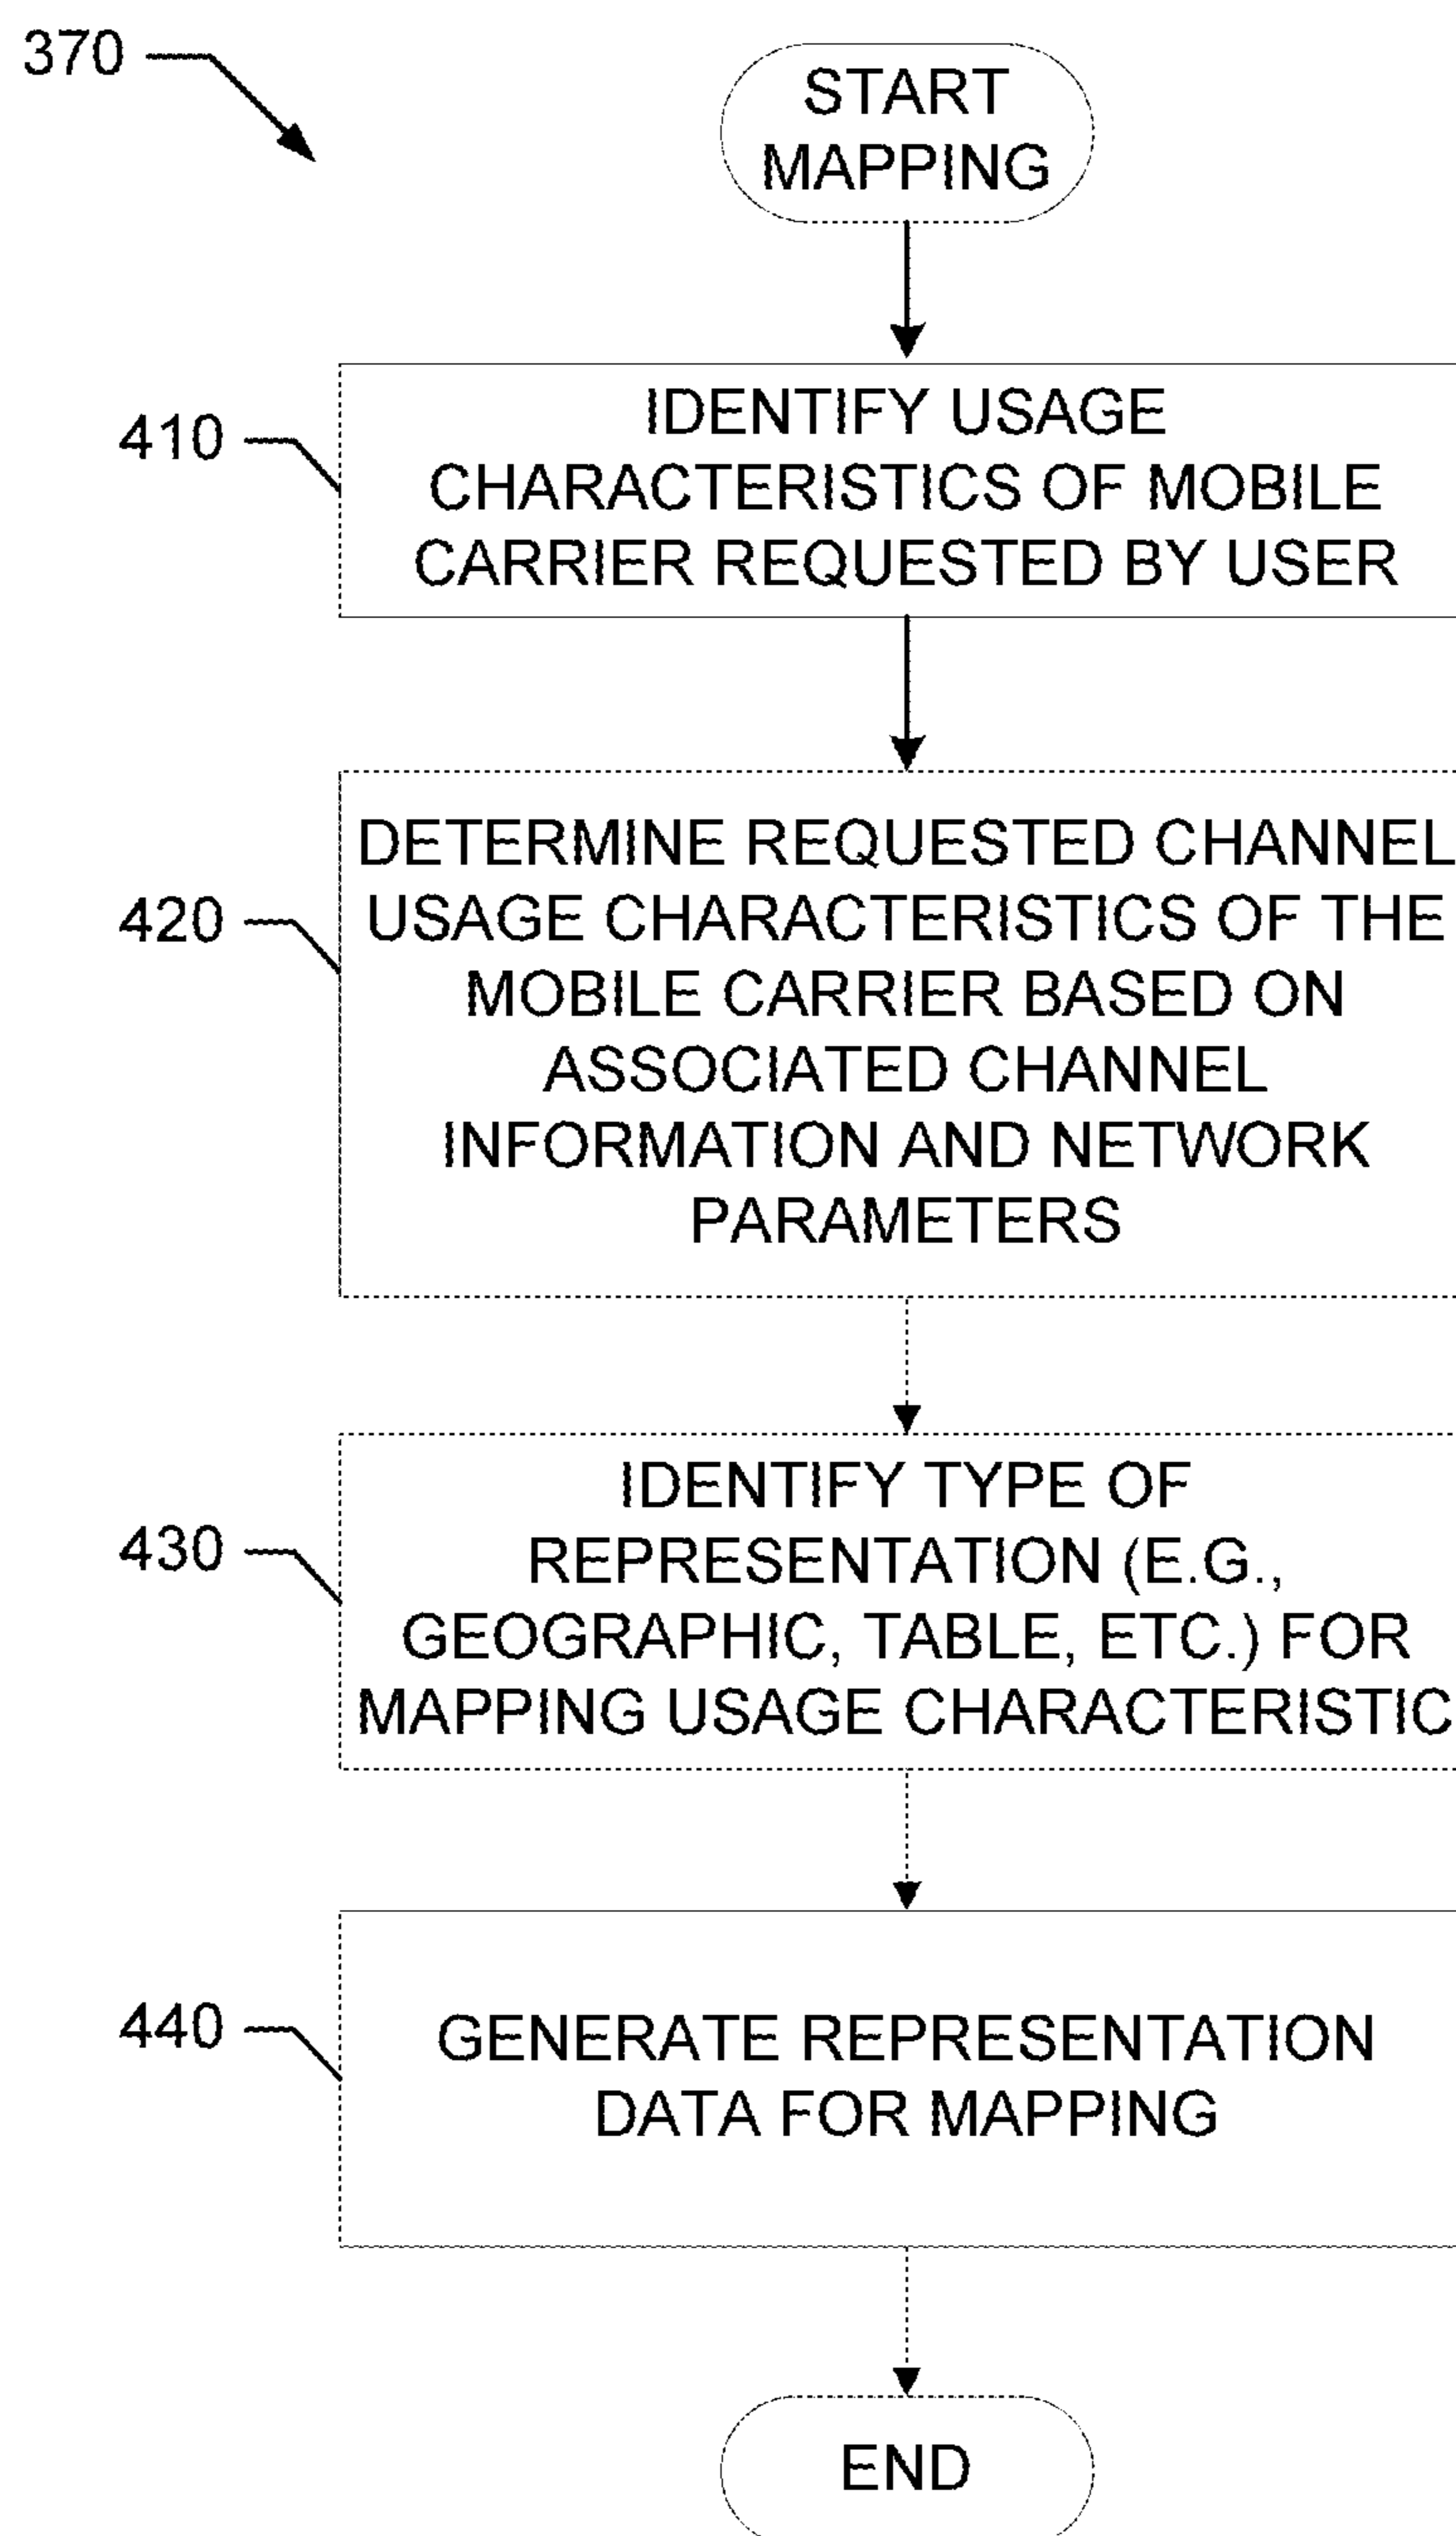 370
START
MAPPING
410
IDENTIFY USAGE
CHARACTERISTICS OF MOBILE
CARRIER REQUESTED BY USER
420
DETERMINE REQUESTED CHANNEL
USAGE CHARACTERISTICS OF THE
MOBILE CARRIER BASED ON
ASSOCIATED CHANNEL
INFORMATION AND NETWORK
PARAMETERS
430
IDENTIFY TYPE OF
REPRESENTATION (E.G.,
GEOGRAPHIC, TABLE, ETC.) FOR
MAPPING USAGE CHARACTERISTIC
440
GENERATE REPRESENTATION
DATA FOR MAPPING
END